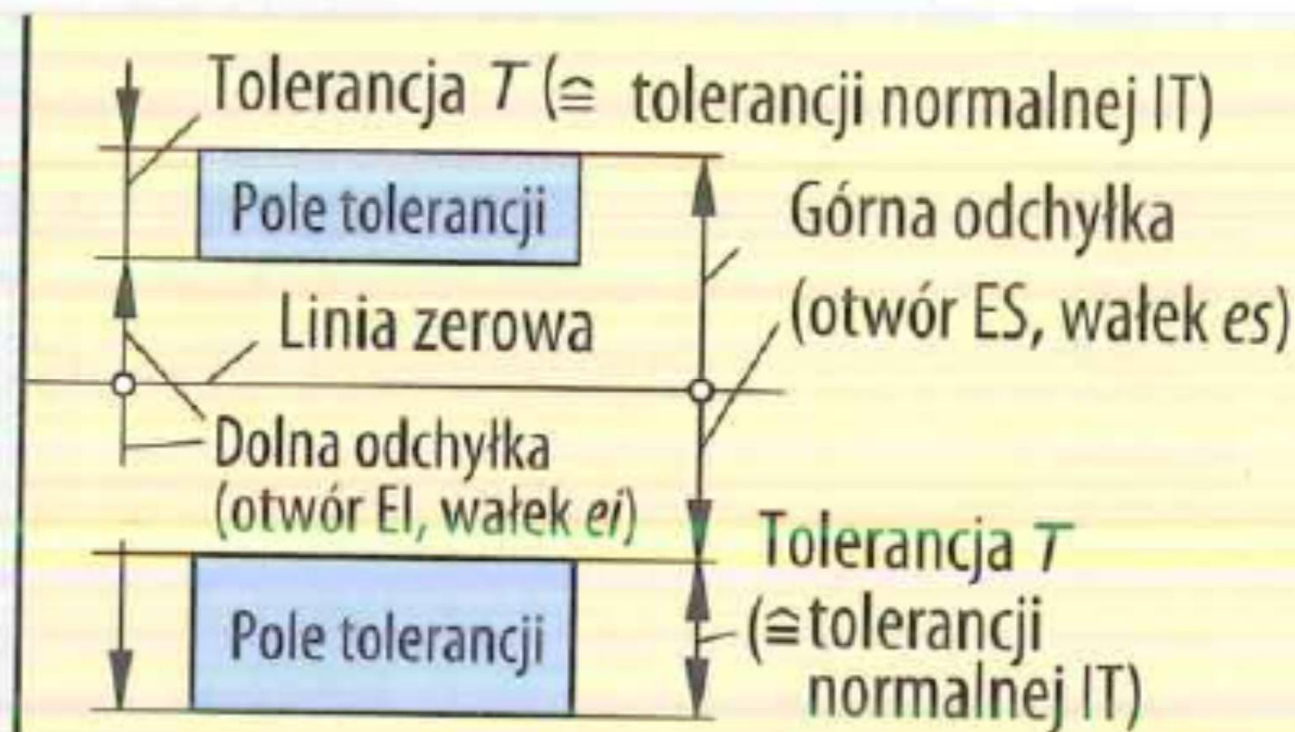 Tolerancja T (≙ tolerancji normalnej IT)
Pole tolerancji
Górna odchyłka
(otwór ES, wałek es)
Linia zerowa
Dolna odchyłka
(otwór EI, wałek ei)
Tolerancja T
(≙ tolerancji
normalnej IT)
Pole tolerancji